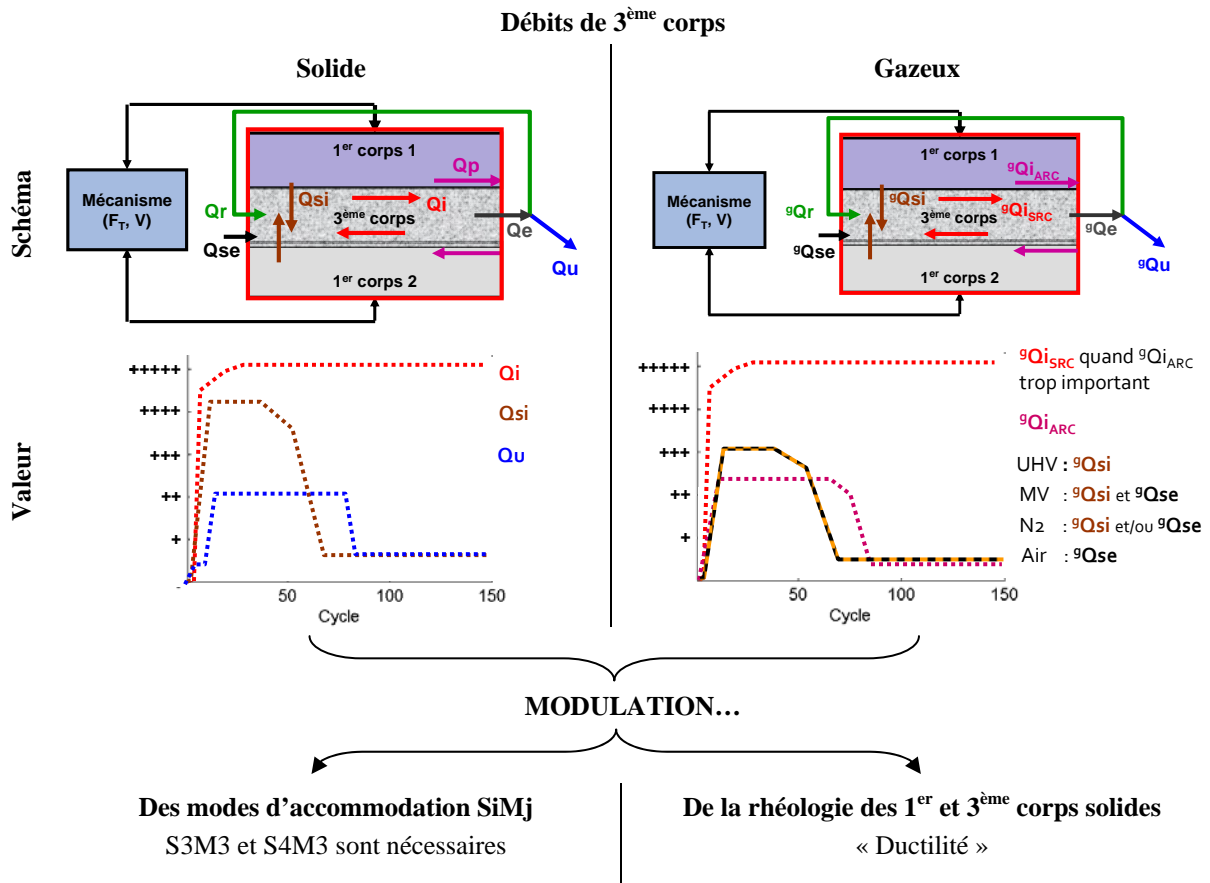 Débits de 3ème corps
Solide
Gazeux
Schéma
Mécanisme
(FT, V)
1er corps 1
Qp
Qsi
Qi
Qr
3ème corps
Qe
Qse
Qu
1er corps 2
Mécanisme
(FT, V)
1er corps 1
gQiARC
gQsi
gQr
3ème corps
gQiSRC
gQe
gQse
gQu
1er corps 2
Valeur
+++++
++++
+++
++
+
Qi
Qsi
Qu
50
100
150
Cycle
+++++
++++
+++
++
+
50
100
150
Cycle
gQiSRC quand gQiARC
trop important
gQiARC
UHV : gQsi
MV : gQsi et gQse
N2 : gQsi et/ou gQse
Air : gQse
MODULATION…
Des modes d'accommodation SiMj
S3M3 et S4M3 sont nécessaires
De la rhéologie des 1er et 3ème corps solides
« Ductilité »